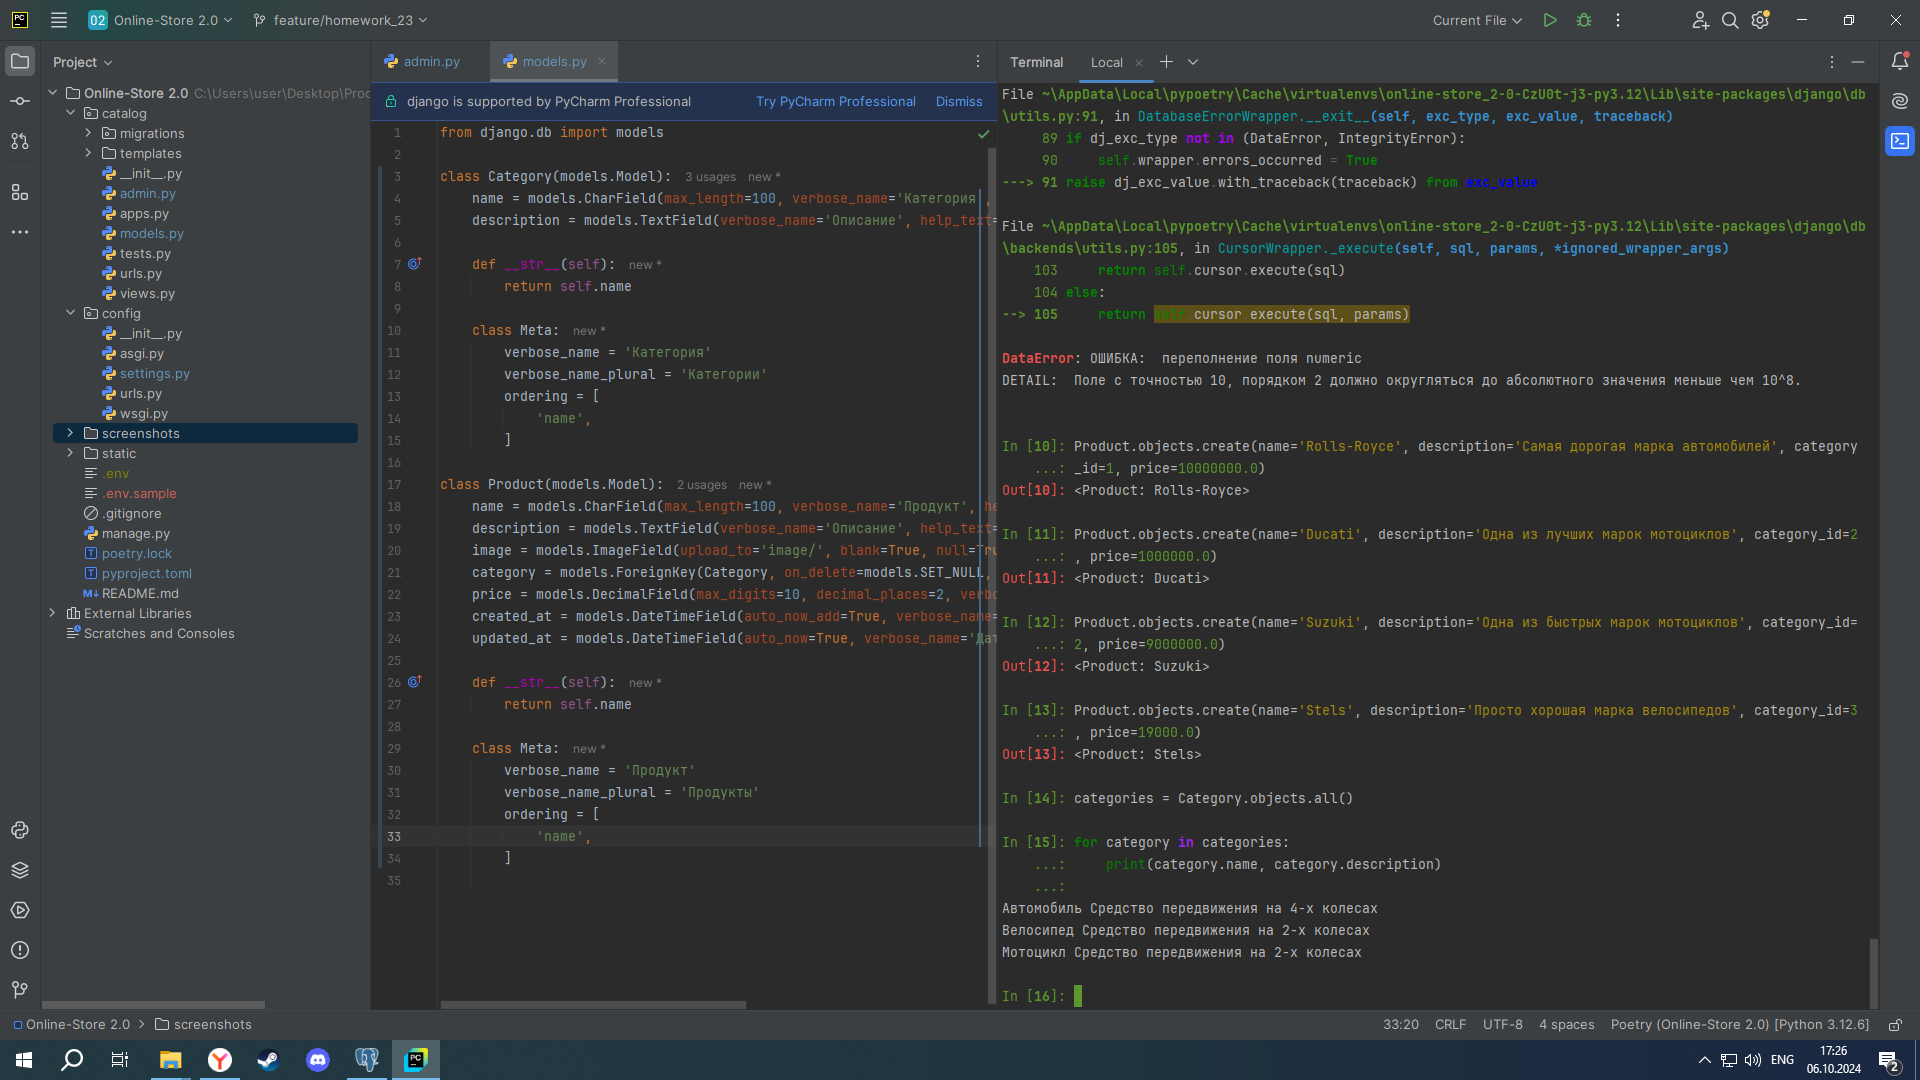 PC
02 Online-Store 2.0
feature/homework_23
Current File
Project
Online-Store 2.0 C:\Users\user\Desktop\Proc
catalog
migrations
templates
__init__.py
admin.py
apps.py
models.py
tests.py
urls.py
views.py
config
__init__.py
asgi.py
settings.py
urls.py
wsgi.py
screenshots
static
.env
.env.sample
.gitignore
manage.py
poetry.lock
pyproject.toml
README.md
External Libraries
Scratches and Consoles
admin.py
models.py
django is supported by PyCharm Professional
Try PyCharm Professional
Dismiss
1 from django.db import models
2
3 class Category(models.Model): 3 usages new *
4 name = models.CharField(max_length=100, verbose_name='Категория',
5 description = models.TextField(verbose_name='Описание', help_text=
6
7 def __str__(self): new *
8 return self.name
9
10 class Meta: new *
11 verbose_name = 'Категория'
12 verbose_name_plural = 'Категории'
13 ordering = [
14 'name',
15 ]
16
17 class Product(models.Model): 2 usages new *
18 name = models.CharField(max_length=100, verbose_name='Продукт', he
19 description = models.TextField(verbose_name='Описание', help_text=
20 image = models.ImageField(upload_to='image/', blank=True, null=Tru
21 category = models.ForeignKey(Category, on_delete=models.SET_NULL,
22 price = models.DecimalField(max_digits=10, decimal_places=2, verbo
23 created_at = models.DateTimeField(auto_now_add=True, verbose_name=
24 updated_at = models.DateTimeField(auto_now=True, verbose_name='Дат
25
26 def __str__(self): new *
27 return self.name
28
29 class Meta: new *
30 verbose_name = 'Продукт'
31 verbose_name_plural = 'Продукты'
32 ordering = [
33 'name',
34 ]
35
Terminal
Local
File ~\AppData\Local\pypoetry\Cache\virtualenvs\online-store_2-0-CzU0t-j3-py3.12\Lib\site-packages\django\db
\utils.py:91, in DatabaseErrorWrapper.__exit__(self, exc_type, exc_value, traceback)
89 if dj_exc_type not in (DataError, IntegrityError):
90 self.wrapper.errors_occurred = True
---> 91 raise dj_exc_value.with_traceback(traceback) from exc_value
File ~\AppData\Local\pypoetry\Cache\virtualenvs\online-store_2-0-CzU0t-j3-py3.12\Lib\site-packages\django\db
\backends\utils.py:105, in CursorWrapper._execute(self, sql, params, *ignored_wrapper_args)
103 return self.cursor.execute(sql)
104 else:
--> 105 return self.cursor.execute(sql, params)
DataError: ОШИБКА: переполнение поля numeric
DETAIL: Поле с точностью 10, порядком 2 должно округляться до абсолютного значения меньше чем 10^8.
In [10]: Product.objects.create(name='Rolls-Royce', description='Самая дорогая марка автомобилей', category
...: _id=1, price=10000000.0)
Out[10]: <Product: Rolls-Royce>
In [11]: Product.objects.create(name='Ducati', description='Одна из лучших марок мотоциклов', category_id=2
...: , price=1000000.0)
Out[11]: <Product: Ducati>
In [12]: Product.objects.create(name='Suzuki', description='Одна из быстрых марок мотоциклов', category_id=
...: 2, price=9000000.0)
Out[12]: <Product: Suzuki>
In [13]: Product.objects.create(name='Stels', description='Просто хорошая марка велосипедов', category_id=3
...: , price=19000.0)
Out[13]: <Product: Stels>
In [14]: categories = Category.objects.all()
In [15]: for category in categories:
...: print(category.name, category.description)
...:
Автомобиль Средство передвижения на 4-х колесах
Велосипед Средство передвижения на 2-х колесах
Мотоцикл Средство передвижения на 2-х колесах
In [16]:
Online-Store 2.0 > screenshots
33:20 CRLF UTF-8 4 spaces Poetry (Online-Store 2.0) [Python 3.12.6]
ENG
17:26
06.10.2024
2